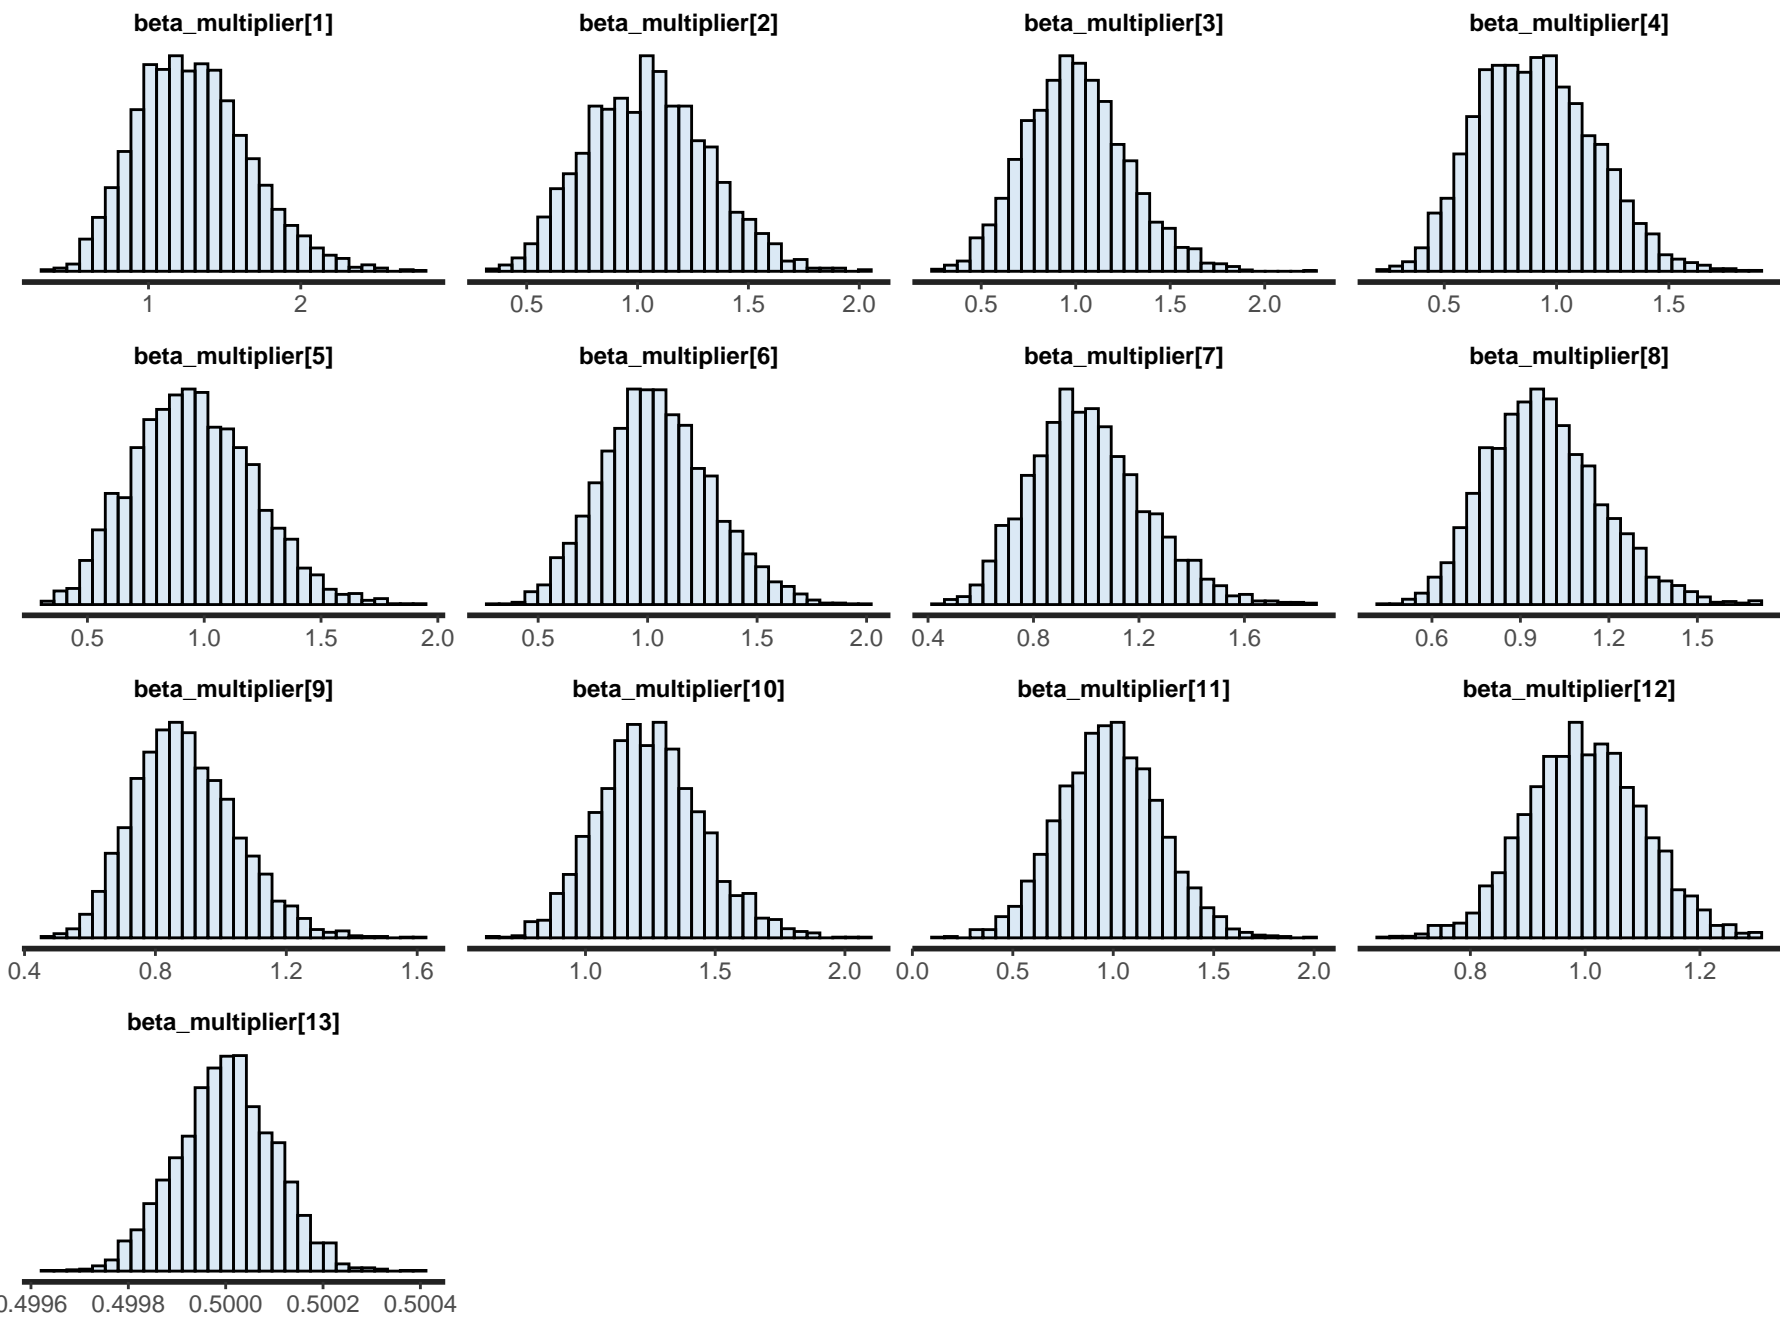 beta_multiplier[1] beta_multiplier[2] beta_multiplier[3] beta_multiplier[4]
1 2 0.5 1.0 1.5 2.0 0.5 1.0 1.5 2.0 0.5 1.0 1.5
beta_multiplier[5] beta_multiplier[6] beta_multiplier[7] beta_multiplier[8]
0.5 1.0 1.5 2.0 0.5 1.0 1.5 2.0 0.4 0.8 1.2 1.6 0.6 0.9 1.2 1.5
beta_multiplier[9] beta_multiplier[10] beta_multiplier[11] beta_multiplier[12]
0.4 0.8 1.2 1.6 1.0 1.5 2.0 0.0 0.5 1.0 1.5 2.0 0.8 1.0 1.2
beta_multiplier[13]
0.4996 0.4998 0.5000 0.5002 0.5004